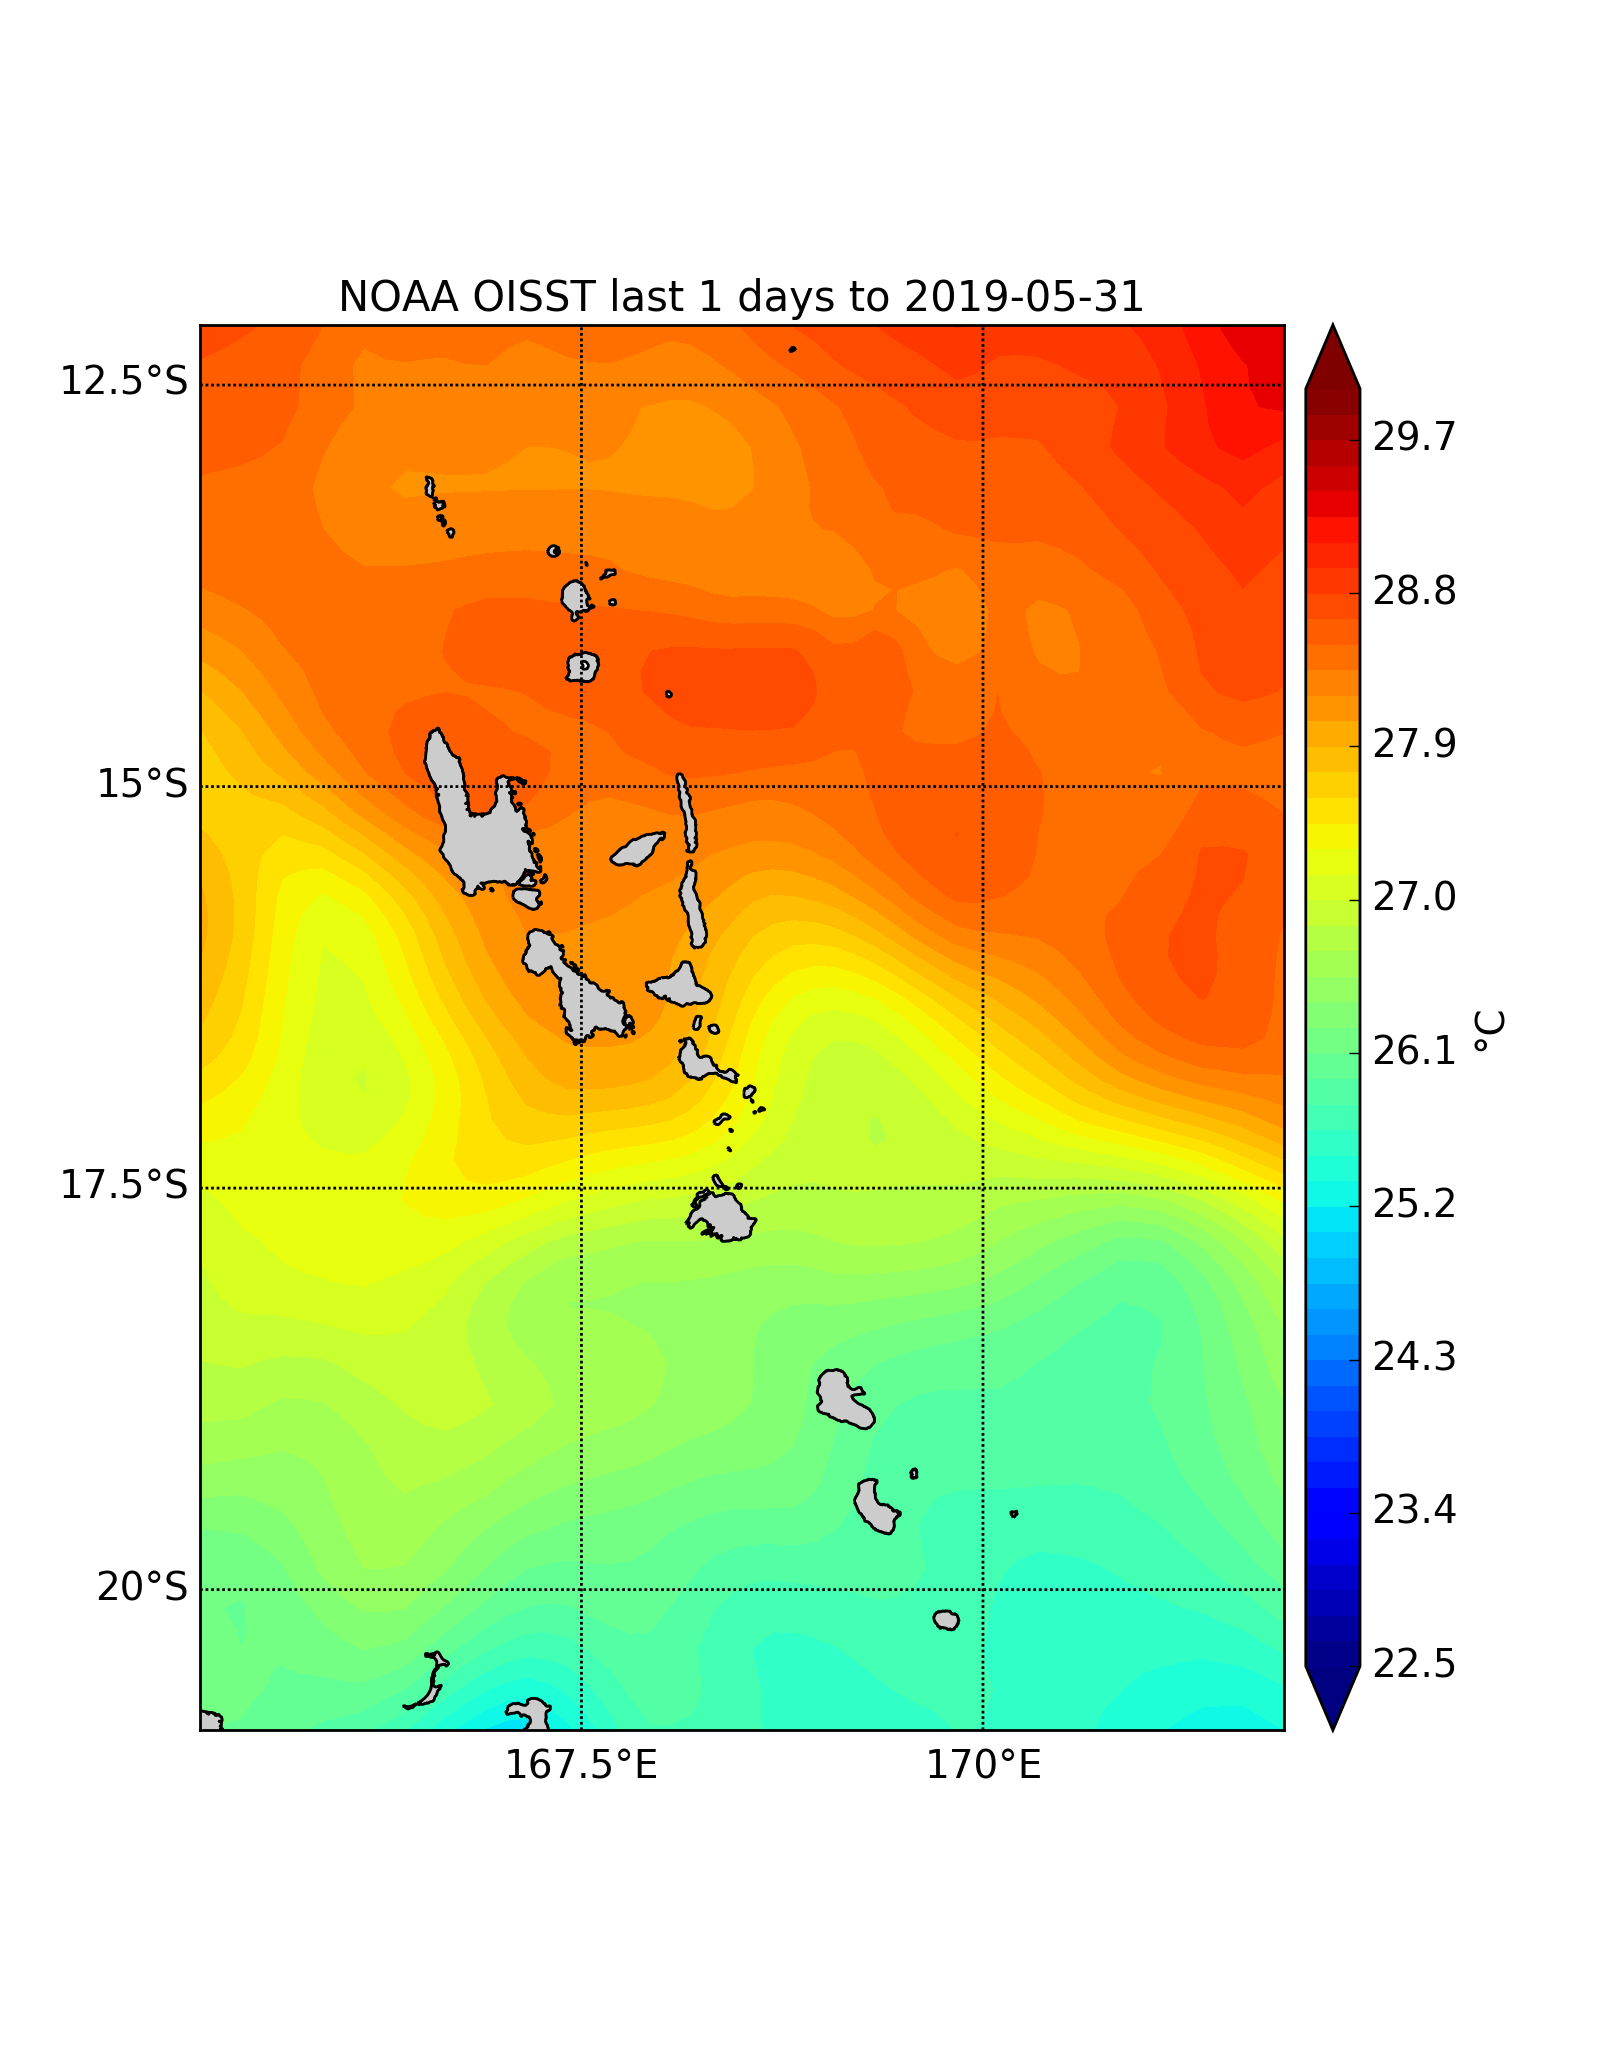 NOAA OISST last 1 days to 2019-05-31
12.5°S
15°S
17.5°S
20°S
167.5°E
170°E
29.7
28.8
27.9
27.0
26.1
25.2
24.3
23.4
22.5
°C